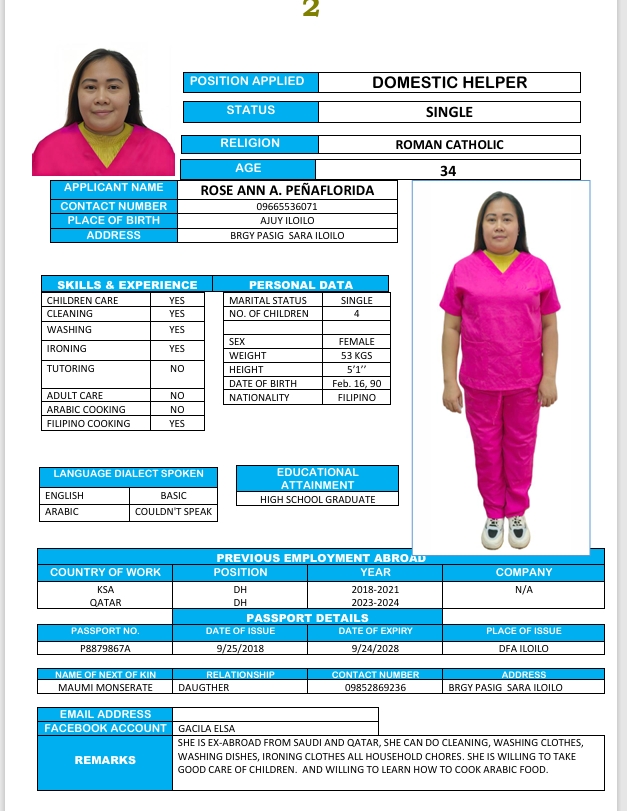 2
POSITION APPLIED DOMESTIC HELPER
STATUS SINGLE
RELIGION ROMAN CATHOLIC
AGE 34
APPLICANT NAME ROSE ANN A. PEÑAFLORIDA
CONTACT NUMBER 09665536071
PLACE OF BIRTH AJUY ILOILO
ADDRESS BRGY PASIG SARA ILOILO
SKILLS & EXPERIENCE PERSONAL DATA
CHILDREN CARE YES MARITAL STATUS SINGLE
CLEANING YES NO. OF CHILDREN 4
WASHING YES
IRONING YES SEX FEMALE
WEIGHT 53 KGS
TUTORING NO HEIGHT 5'1''
DATE OF BIRTH Feb. 16, 90
ADULT CARE NO NATIONALITY FILIPINO
ARABIC COOKING NO
FILIPINO COOKING YES
LANGUAGE DIALECT SPOKEN EDUCATIONAL
ATTAINMENT
ENGLISH BASIC HIGH SCHOOL GRADUATE
ARABIC COULDN'T SPEAK
PREVIOUS EMPLOYMENT ABROAD
COUNTRY OF WORK POSITION YEAR COMPANY
KSA DH 2018-2021 N/A
QATAR DH 2023-2024
PASSPORT DETAILS
PASSPORT NO. DATE OF ISSUE DATE OF EXPIRY PLACE OF ISSUE
P8879867A 9/25/2018 9/24/2028 DFA ILOILO
NAME OF NEXT OF KIN RELATIONSHIP CONTACT NUMBER ADDRESS
MAUMI MONSERATE DAUGTHER 09852869236 BRGY PASIG SARA ILOILO
EMAIL ADDRESS
FACEBOOK ACCOUNT GACILA ELSA
REMARKS SHE IS EX-ABROAD FROM SAUDI AND QATAR, SHE CAN DO CLEANING, WASHING CLOTHES,
WASHING DISHES, IRONING CLOTHES ALL HOUSEHOLD CHORES. SHE IS WILLING TO TAKE
GOOD CARE OF CHILDREN. AND WILLING TO LEARN HOW TO COOK ARABIC FOOD.